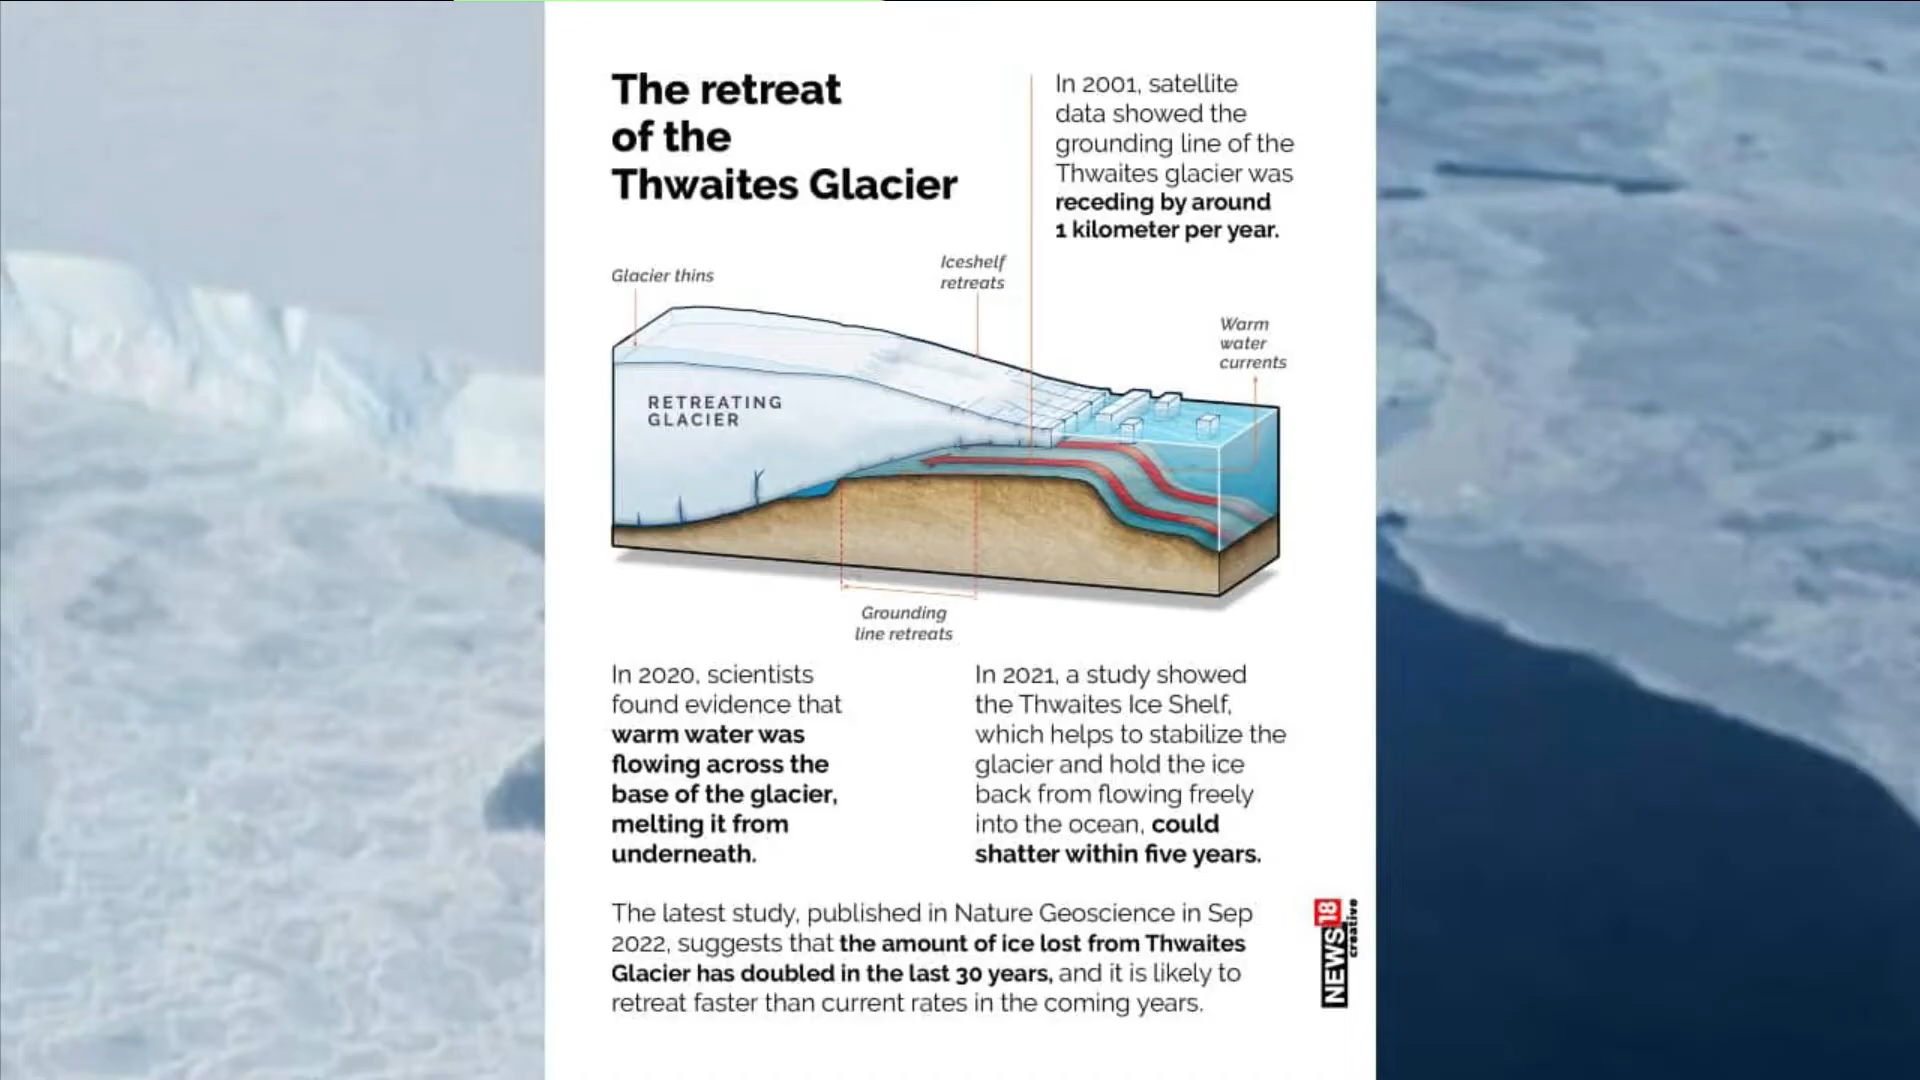 The retreat
of the
Thwaites Glacier
In 2001, satellite
data showed the
grounding line of the
Thwaites glacier was
receding by around
1 kilometer per year.
Glacier thins
Iceshelf
retreats
Warm
water
currents
RETREATING
GLACIER
Grounding
line retreats
In 2020, scientists
found evidence that
warm water was
flowing across the
base of the glacier,
melting it from
underneath.
In 2021, a study showed
the Thwaites Ice Shelf,
which helps to stabilize the
glacier and hold the ice
back from flowing freely
into the ocean, could
shatter within five years.
The latest study, published in Nature Geoscience in Sep
2022, suggests that the amount of ice lost from Thwaites
Glacier has doubled in the last 30 years, and it is likely to
retreat faster than current rates in the coming years.
NEWS18
creative